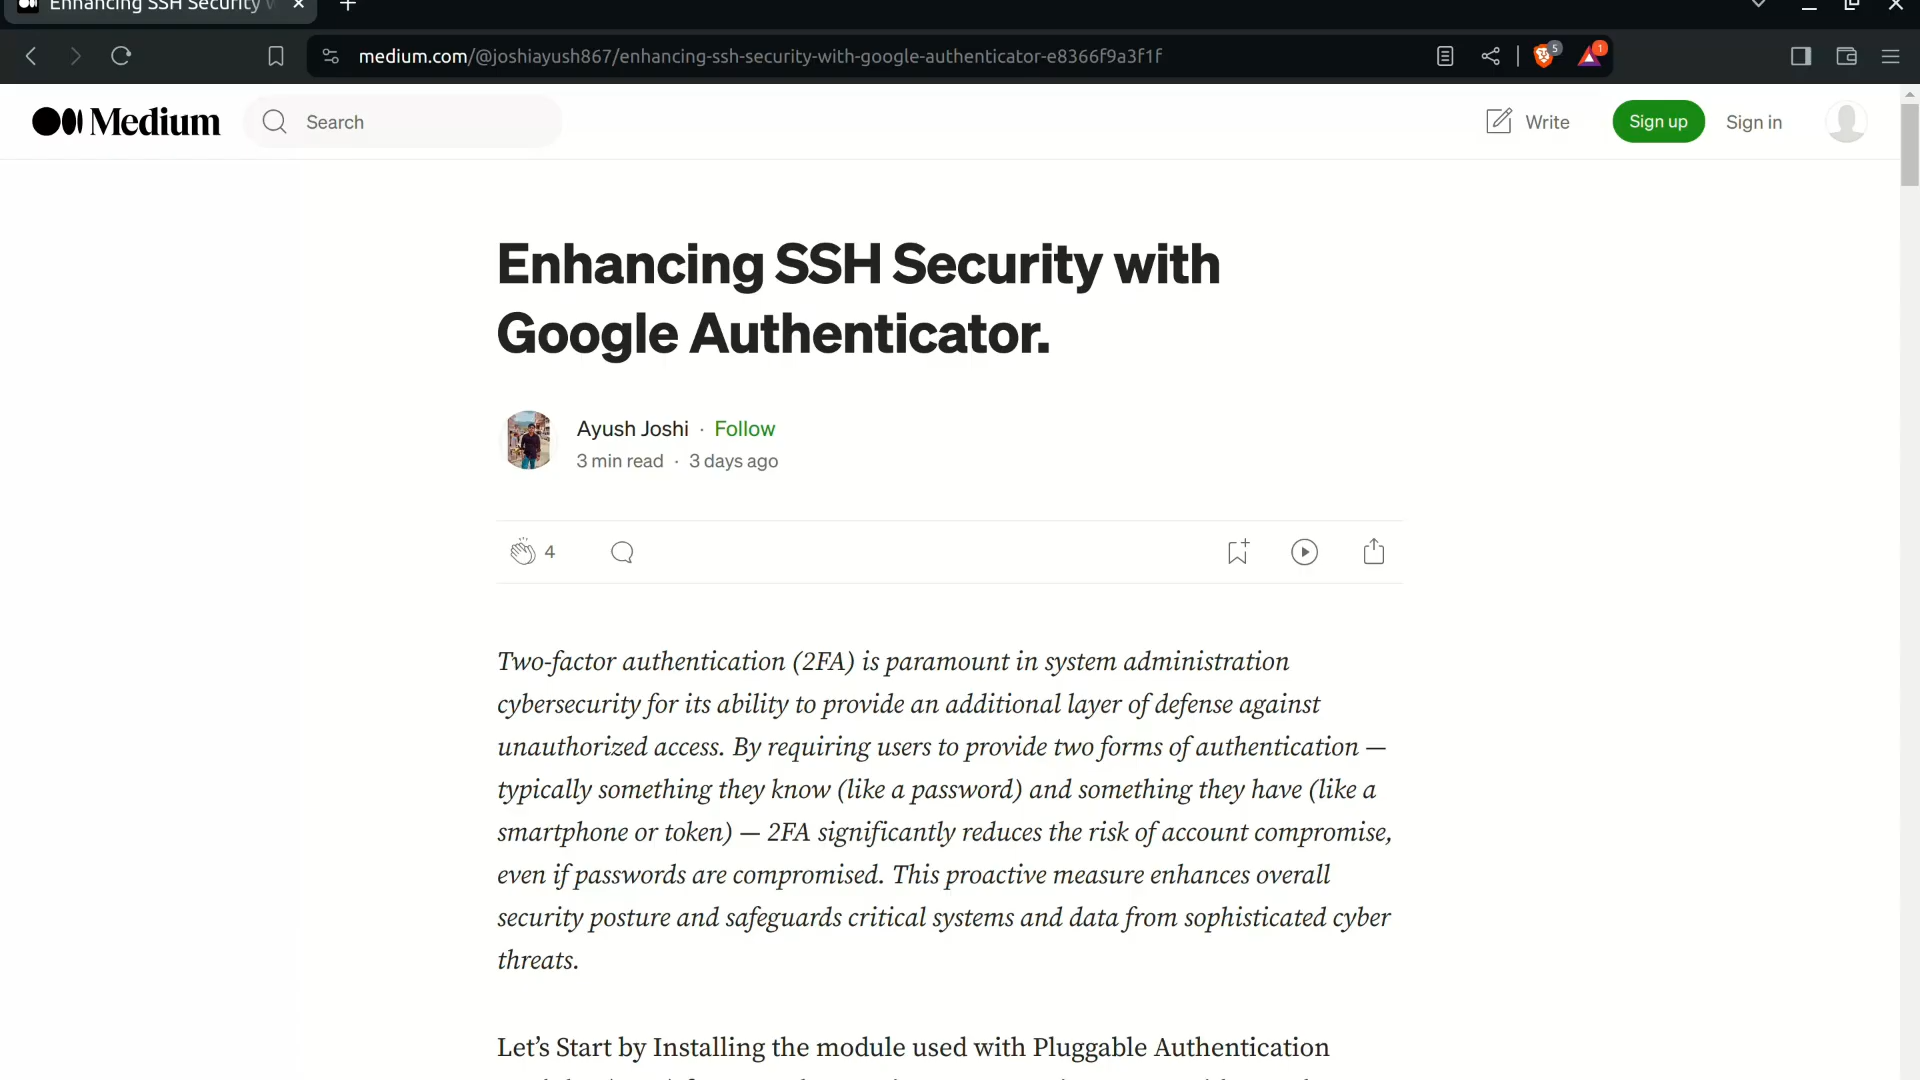 Enhancing SSH Security w
medium.com/@joshiayush867/enhancing-ssh-security-with-google-authenticator-e8366f9a3f1f
5
1
Medium
Search
Write
Sign up
Sign in
Enhancing SSH Security with
Google Authenticator.
Ayush Joshi · Follow
3 min read · 3 days ago
4
Two-factor authentication (2FA) is paramount in system administration
cybersecurity for its ability to provide an additional layer of defense against
unauthorized access. By requiring users to provide two forms of authentication —
typically something they know (like a password) and something they have (like a
smartphone or token) — 2FA significantly reduces the risk of account compromise,
even if passwords are compromised. This proactive measure enhances overall
security posture and safeguards critical systems and data from sophisticated cyber
threats.
Let’s Start by Installing the module used with Pluggable Authentication